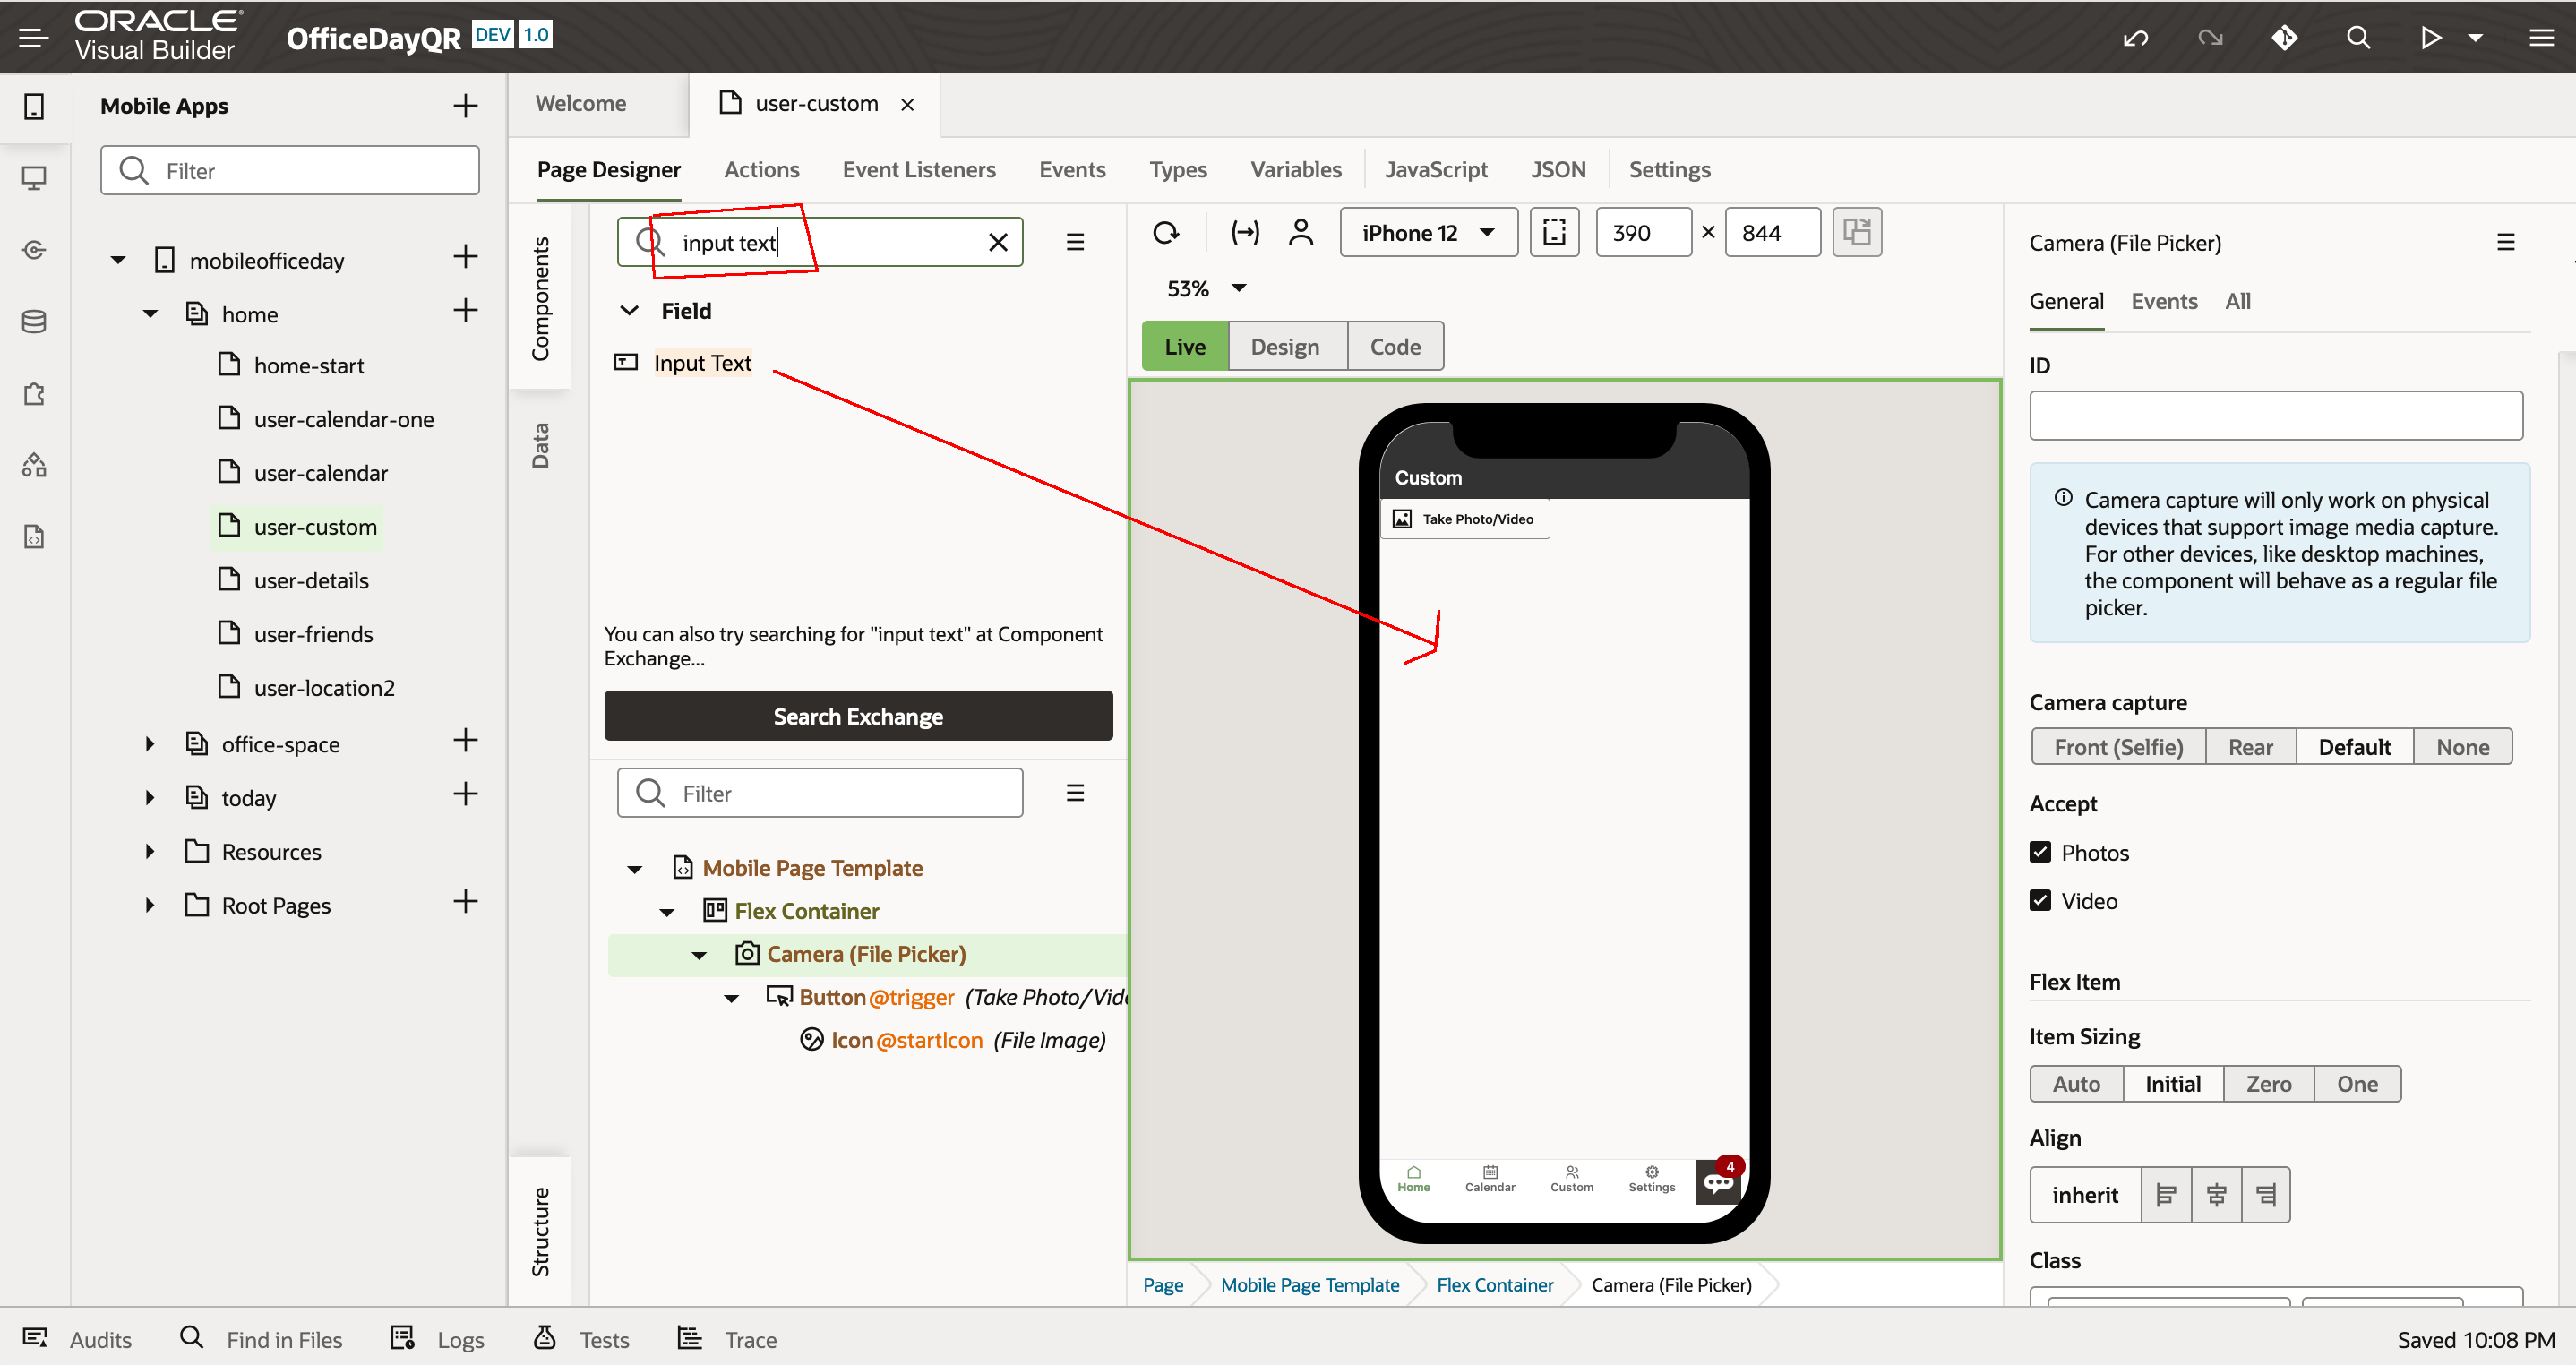 ORACLE
Visual Builder
OfficeDayQR DEV 1.0
Mobile Apps
Filter
mobileofficeday
home
home-start
user-calendar-one
user-calendar
user-custom
user-details
user-friends
user-location2
office-space
today
Resources
Root Pages
Welcome
user-custom
Page Designer Actions Event Listeners Events Types Variables JavaScript JSON Settings
Components
Data
Structure
input text
Field
Input Text
You can also try searching for "input text" at Component
Exchange...
Search Exchange
Filter
Mobile Page Template
Flex Container
Camera (File Picker)
Button@trigger (Take Photo/Vide
Icon@startIcon (File Image)
iPhone 12 390 × 844
53%
Live Design Code
Custom
Take Photo/Video
Home Calendar Custom Settings 4
Page Mobile Page Template Flex Container Camera (File Picker)
Camera (File Picker)
General Events All
ID
Camera capture will only work on physical
devices that support image media capture.
For other devices, like desktop machines,
the component will behave as a regular file
picker.
Camera capture
Front (Selfie) Rear Default None
Accept
Photos
Video
Flex Item
Item Sizing
Auto Initial Zero One
Align
inherit
Class
Audits Find in Files Logs Tests Trace
Saved 10:08 PM